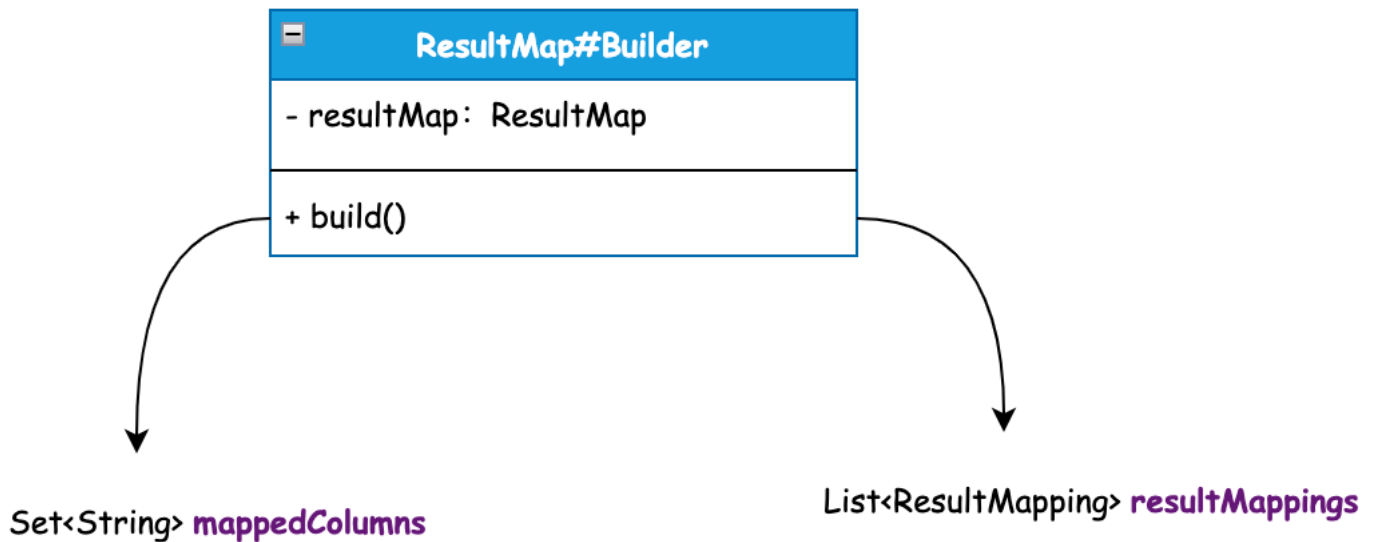 ResultMap#Builder
- resultMap: ResultMap
+ build()
List<ResultMapping> resultMappings
Set<String> mappedColumns